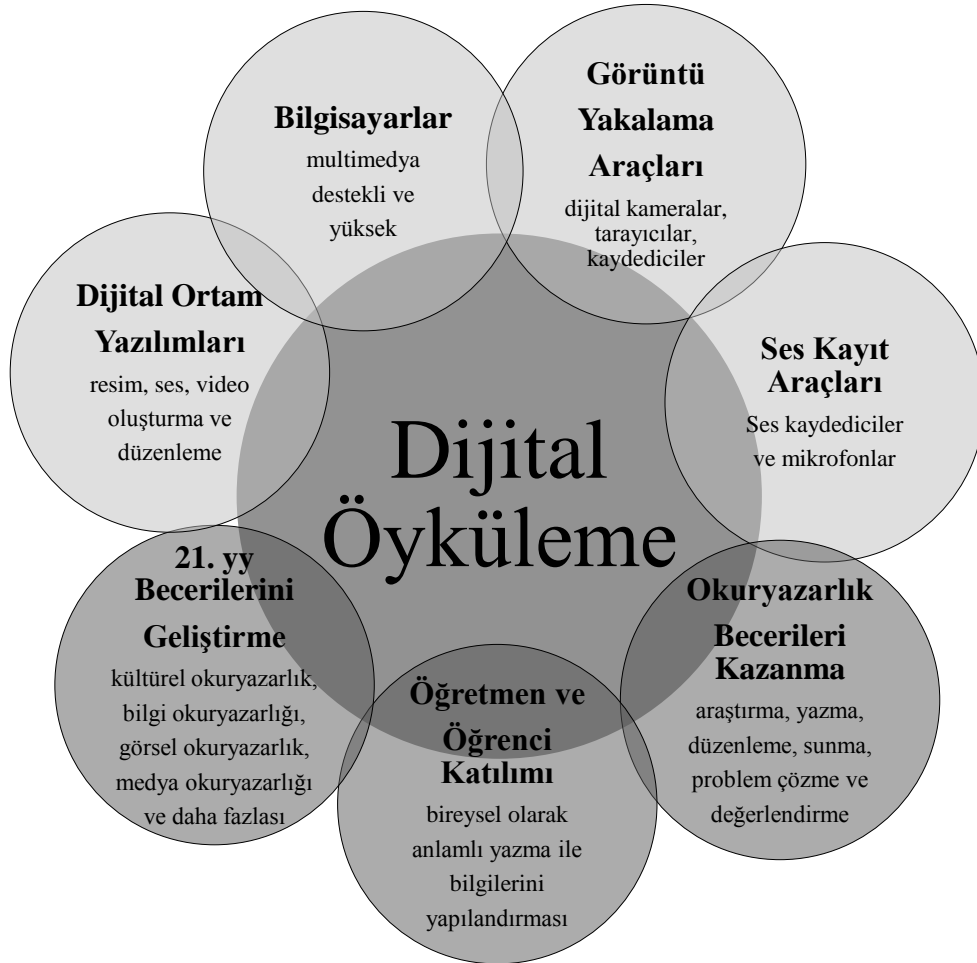 Görüntü
Yakalama
Araçları
dijital kameralar,
tarayıcılar,
kaydediciler
Bilgisayarlar
multimedya
destekli ve
yüksek
Dijital Ortam
Yazılımları
resim, ses, video
oluşturma ve
düzenleme
Ses Kayıt
Araçları
Ses kaydediciler
ve mikrofonlar
Dijital
Öyküleme
21. yy
Becerilerini
Geliştirme
kültürel okuryazarlık,
bilgi okuryazarlığı,
görsel okuryazarlık,
medya okuryazarlığı
ve daha fazlası
Öğretmen ve
Öğrenci
Katılımı
bireysel olarak
anlamlı yazma ile
bilgilerini
yapılandırması
Okuryazarlık
Becerileri
Kazanma
araştırma, yazma,
düzenleme, sunma,
problem çözme ve
değerlendirme